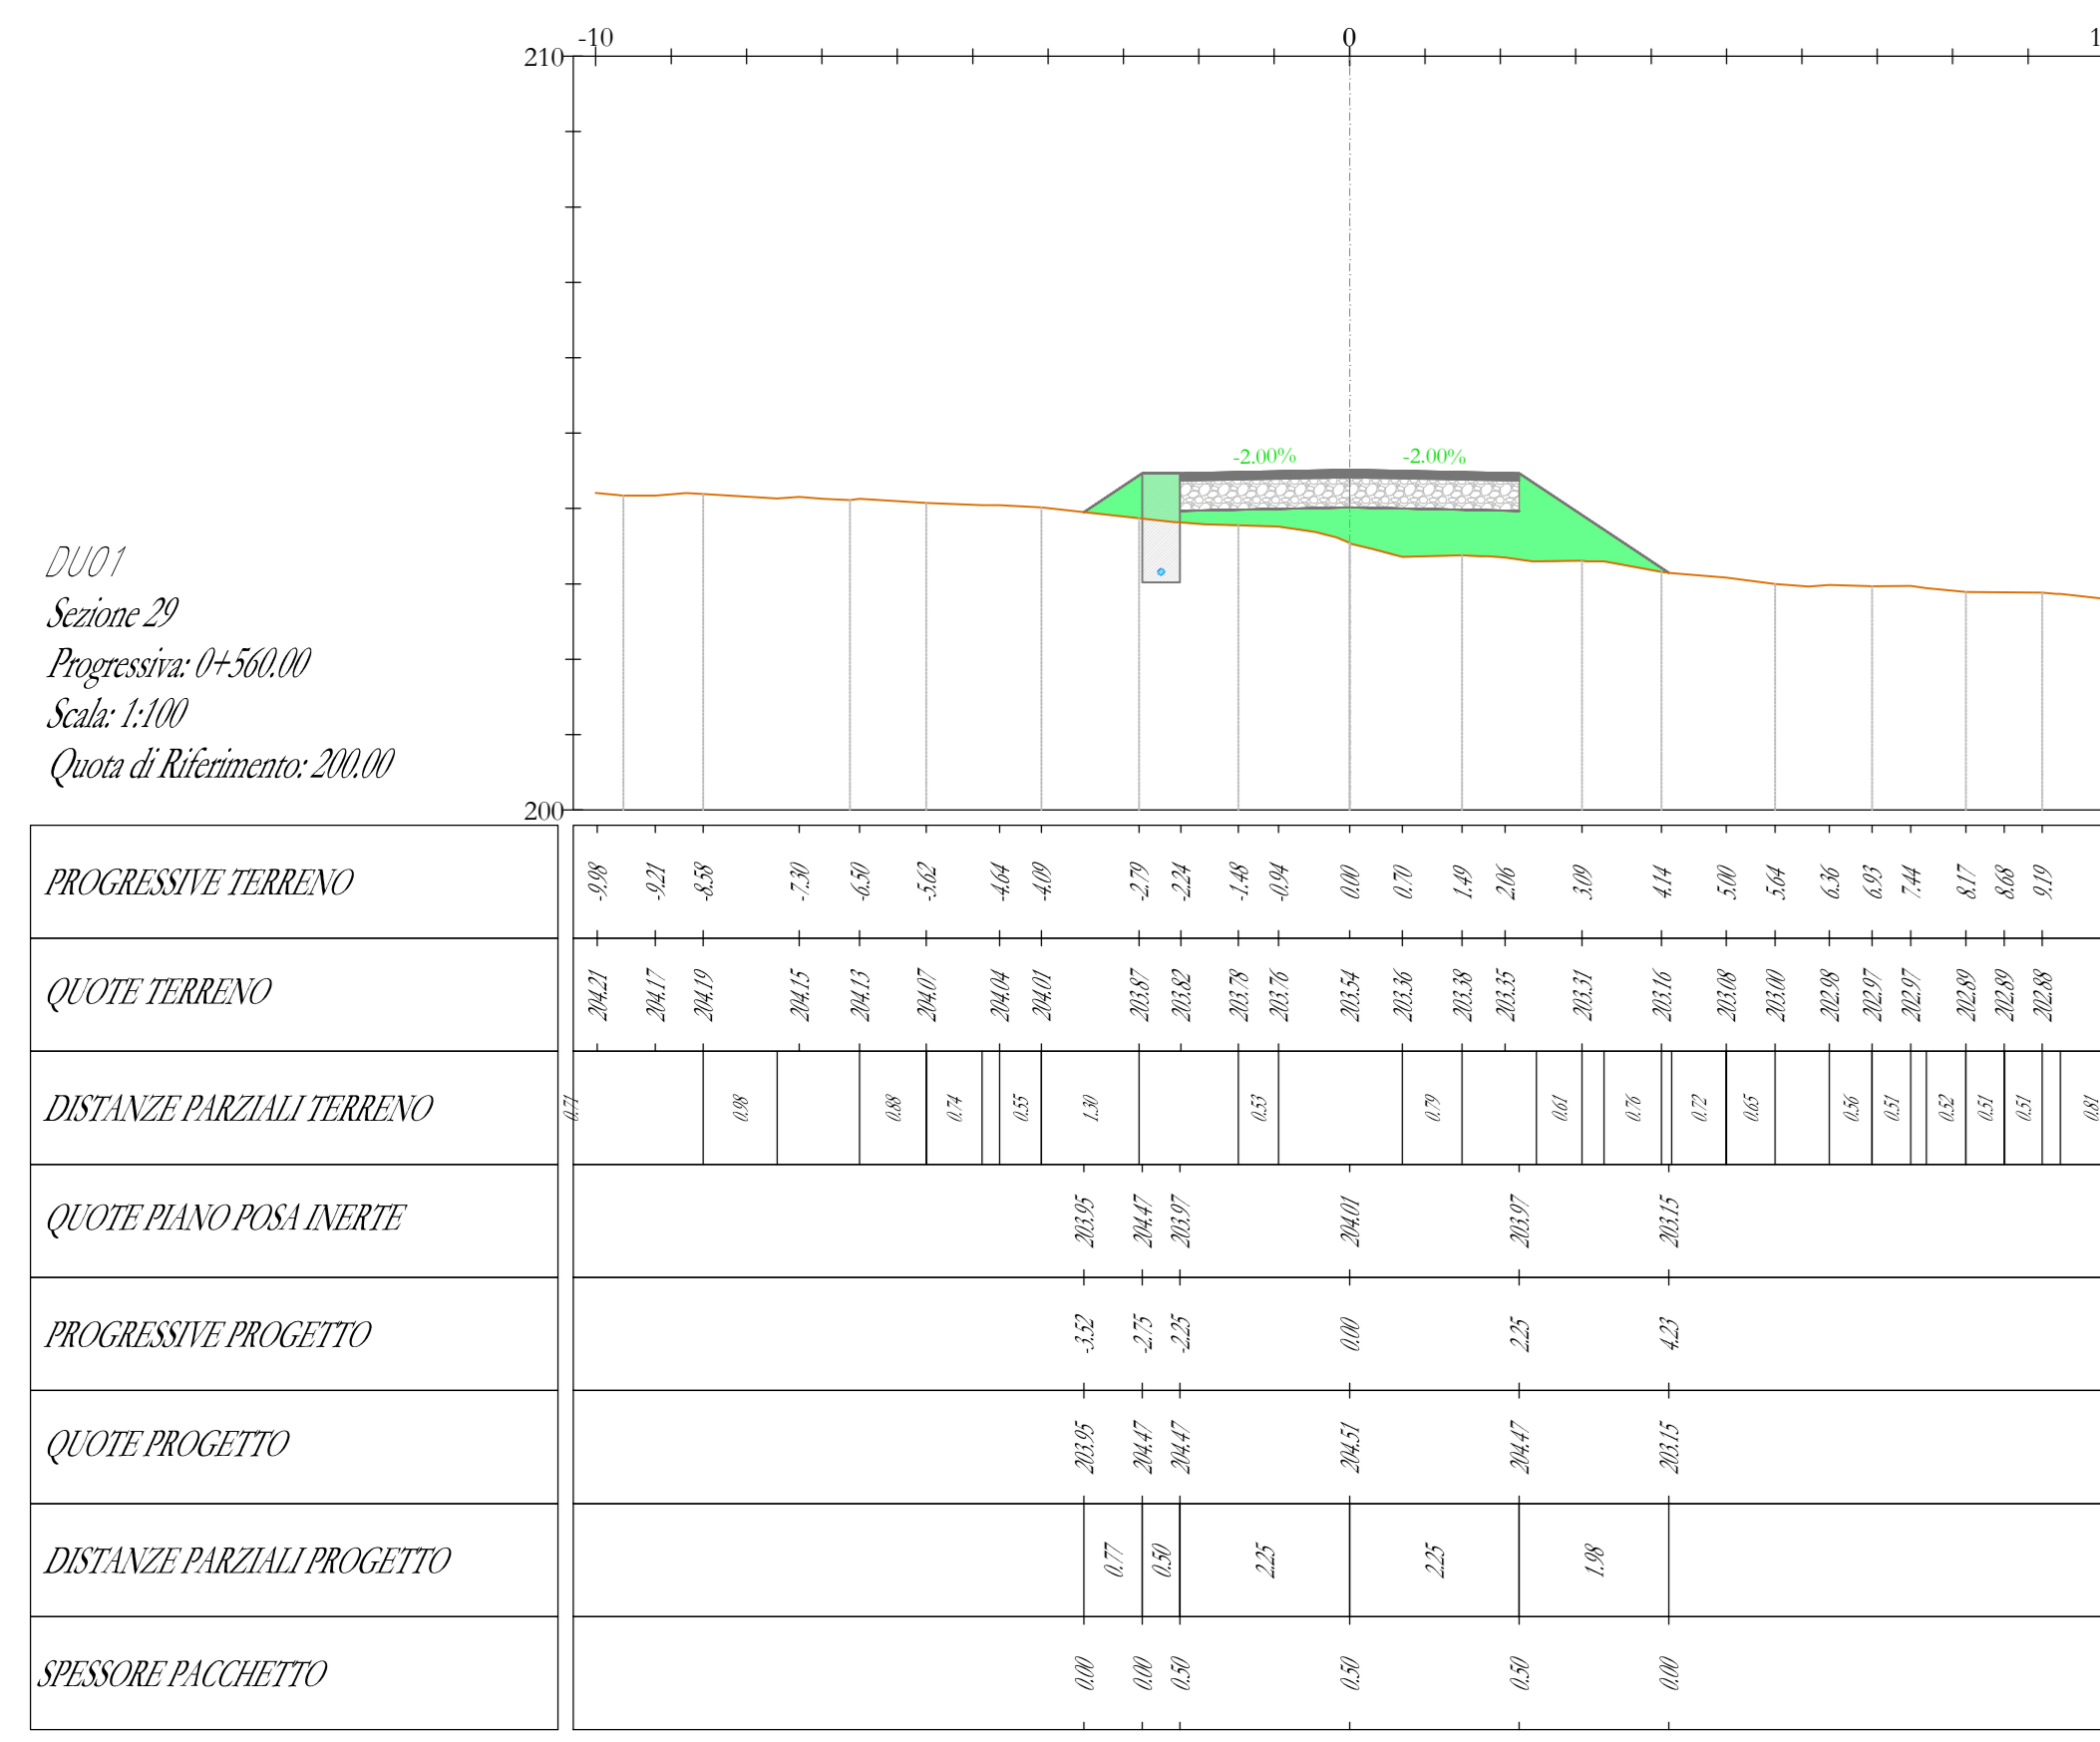 -10 0 1
210
-2.00% -2.00%
DU01
Sezione 29
Progressiva: 0+560.00
Scala: 1:100
Quota di Riferimento: 200.00
200
PROGRESSIVE TERRENO -9.98 -9.21 -8.58 -7.30 -6.50 -5.62 -4.64 -4.09 -2.79 -2.24 -1.48 -0.94 0.00 0.70 1.49 2.06 3.09 4.14 5.00 5.64 6.36 6.93 7.44 8.17 8.68 9.19
QUOTE TERRENO 204.21 204.17 204.19 204.15 204.13 204.07 204.04 204.01 203.87 203.82 203.78 203.76 203.54 203.36 203.38 203.35 203.31 203.16 203.08 203.00 202.98 202.97 202.97 202.89 202.89 202.88
DISTANZE PARZIALI TERRENO 0.71 0.98 0.88 0.74 0.55 1.30 0.53 0.79 0.61 0.76 0.72 0.65 0.56 0.51 0.52 0.51 0.51 0.81
QUOTE PIANO POSA INERTE 203.95 204.47 203.97 204.01 203.97 203.15
PROGRESSIVE PROGETTO -3.52 -2.75 -2.25 0.00 2.25 4.23
QUOTE PROGETTO 203.95 204.47 204.47 204.51 204.47 203.15
DISTANZE PARZIALI PROGETTO 0.77 0.50 2.25 2.25 1.98
SPESSORE PACCHETTO 0.00 0.00 0.50 0.50 0.50 0.00